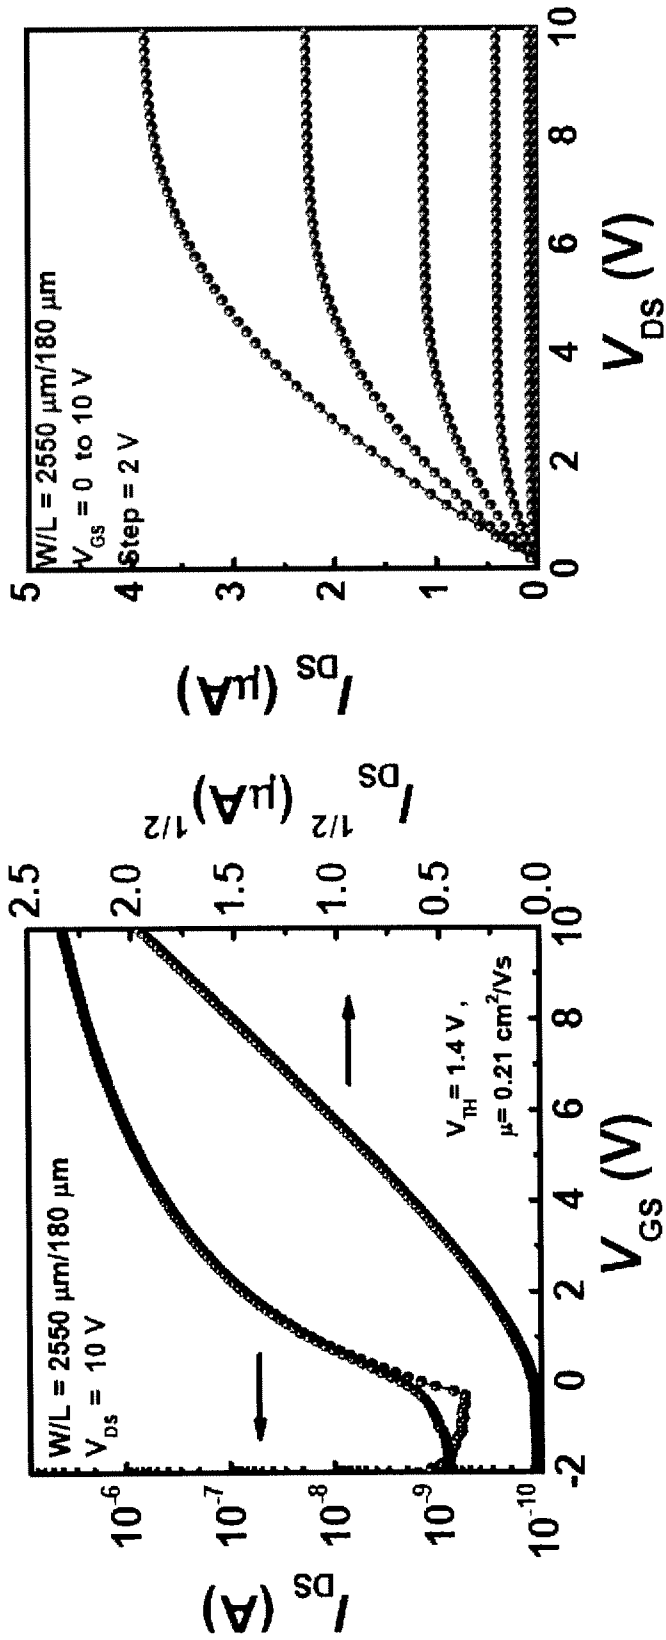 W/L = 2550 μm/180 μm
V_DS = 10 V
V_TH = 1.4 V ,
μ= 0.21 cm²/Vs
10⁻⁶
10⁻⁷
10⁻⁸
10⁻⁹
10⁻¹⁰
I_DS (A)
-2 0 2 4 6 8 10
V_GS (V)
2.5
2.0
1.5
1.0
0.5
0.0
I_DS^1/2 (μA)^1/2
W/L = 2550 μm/180 μm
V_GS = 0 to 10 V
Step = 2 V
5
4
3
2
1
0
I_DS (μA)
0 2 4 6 8 10
V_DS (V)